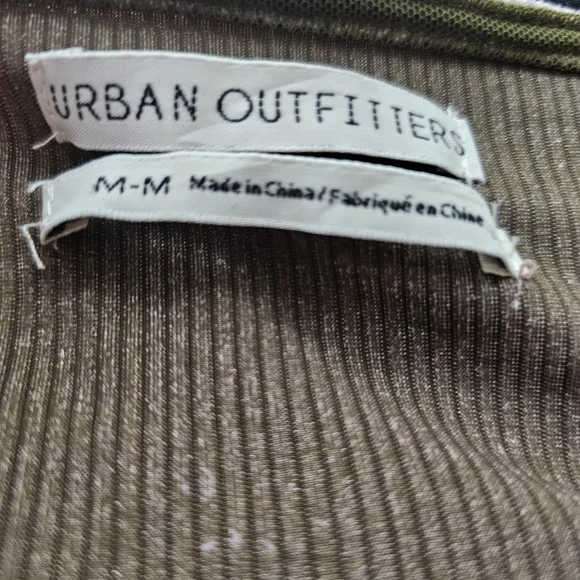 URBAN OUTFITTERS
M-M Made in China / Fabriqué en Chine